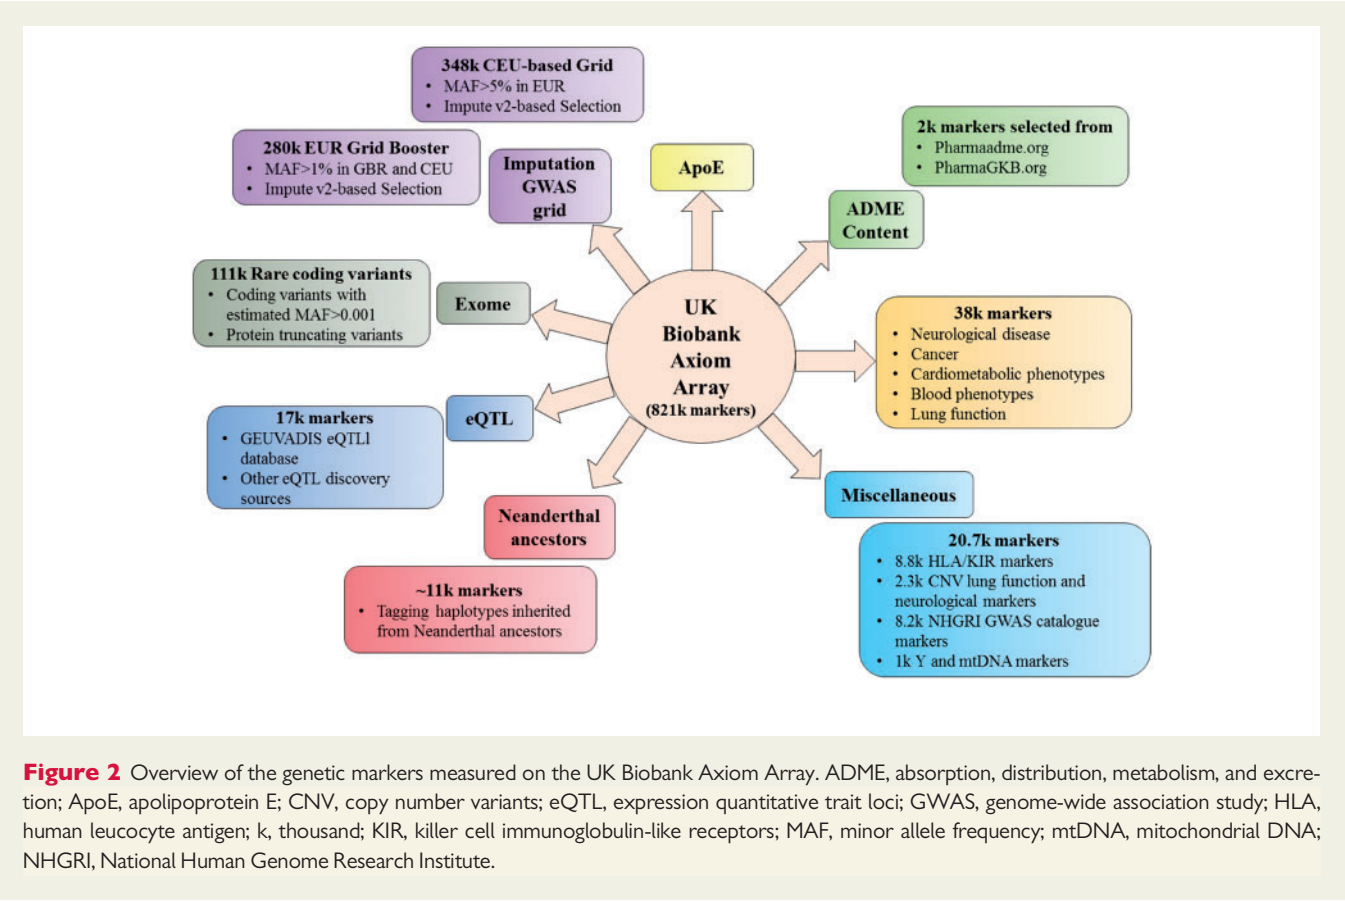 348k CEU-based Grid
• MAF>5% in EUR
• Impute v2-based Selection
280k EUR Grid Booster
• MAF>1% in GBR and CEU
• Impute v2-based Selection
Imputation
GWAS
grid
ApoE
2k markers selected from
• Pharmaadme.org
• PharmaGKB.org
ADME
Content
111k Rare coding variants
• Coding variants with
estimated MAF>0.001
• Protein truncating variants
Exome
UK
Biobank
Axiom
Array
(821k markers)
38k markers
• Neurological disease
• Cancer
• Cardiometabolic phenotypes
• Blood phenotypes
• Lung function
17k markers
• GEUVADIS eQTLl
database
• Other eQTL discovery
sources
eQTL
Neanderthal
ancestors
~11k markers
• Tagging haplotypes inherited
from Neanderthal ancestors
Miscellaneous
20.7k markers
• 8.8k HLA/KIR markers
• 2.3k CNV lung function and
neurological markers
• 8.2k NHGRI GWAS catalogue
markers
• 1k Y and mtDNA markers
Figure 2 Overview of the genetic markers measured on the UK Biobank Axiom Array. ADME, absorption, distribution, metabolism, and excre-
tion; ApoE, apolipoprotein E; CNV, copy number variants; eQTL, expression quantitative trait loci; GWAS, genome-wide association study; HLA,
human leucocyte antigen; k, thousand; KIR, killer cell immunoglobulin-like receptors; MAF, minor allele frequency; mtDNA, mitochondrial DNA;
NHGRI, National Human Genome Research Institute.